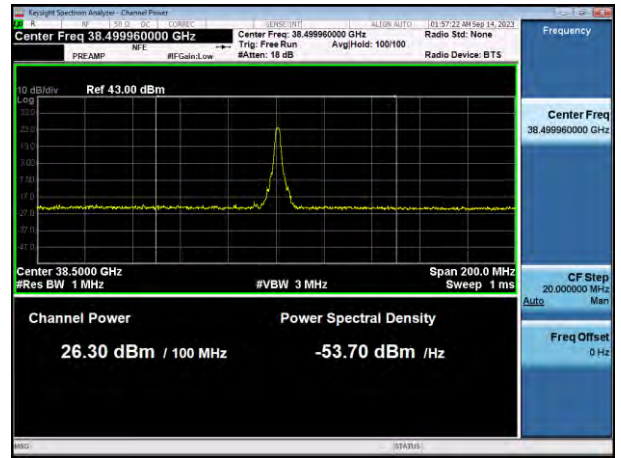 Keysight Spectrum Analyzer - Channel Power
R RF 50 Ω DC CORREC SENSE:INT ALIGN AUTO 01:57:22 AM Sep 14, 2023
Center Freq 38.499960000 GHz
Center Freq: 38.499960000 GHz
Radio Std: None
Frequency
NFE
Trig: Free Run Avg|Hold: 100/100
PREAMP #IFGain:Low #Atten: 18 dB Radio Device: BTS
10 dB/div Ref 43.00 dBm
Log
33.0
23.0
13.0
3.00
-7.00
-17.0
-27.0
-37.0
-47.0
Center Freq
38.499960000 GHz
Center 38.5000 GHz Span 200.0 MHz
#Res BW 1 MHz #VBW 3 MHz Sweep 1 ms
CF Step
20.000000 MHz
Auto Man
Channel Power Power Spectral Density
26.30 dBm / 100 MHz -53.70 dBm /Hz
Freq Offset
0 Hz
MSG STATUS